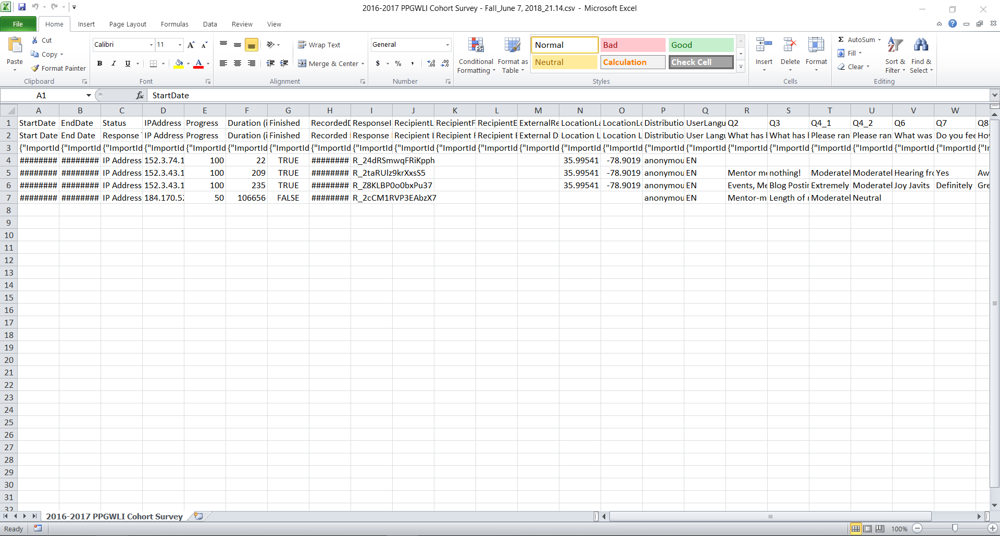 2016-2017 PPGWLI Cohort Survey - Fall_June 7, 2018_21.14.csv - Microsoft Excel
File Home Insert Page Layout Formulas Data Review View
Paste Cut Copy Format Painter Clipboard
Calibri 11 A A B I U A Font
Wrap Text Merge & Center Alignment
General $ % , .00 Number
Conditional Formatting Format as Table Normal Bad Good Neutral Calculation Check Cell Styles
Insert Delete Format Cells
Σ AutoSum Fill Clear Sort & Filter Find & Select Editing
A1 fx StartDate
A B C D E F G H I J K L M N O P Q R S T U V W
1 StartDate EndDate Status IPAddress Progress Duration (i Finished RecordedD ResponseI RecipientL RecipientF RecipientE ExternalRe LocationLa LocationLo Distributio UserLangu Q2 Q3 Q4_1 Q4_2 Q6 Q7 Q8
2 Start Date End Date Response IP Address Progress Duration (i Finished Recorded Response Recipient L Recipient F Recipient E External D Location L Location L Distributio User Langu What has What has Please ran Please ran What was Do you fee Hov
3 {"ImportId {"ImportId {"ImportId {"ImportId {"ImportId {"ImportId {"ImportId {"ImportId {"ImportId {"ImportId {"ImportId {"ImportId {"ImportId {"ImportId {"ImportId {"ImportId {"ImportId {"ImportId {"ImportId {"ImportId {"ImportId {"ImportId {"ImportId {"Im
4 ######## ######## IP Address 152.3.74.1 100 22 TRUE ######## R_24dRSmwqFRiKpph 35.99541 -78.9019 anonymou EN
5 ######## ######## IP Address 152.3.43.1 100 209 TRUE ######## R_2taRUlz9krXxsS5 35.99541 -78.9019 anonymou EN Mentor me nothing! Moderatel Moderatel Hearing fro Yes Aw
6 ######## ######## IP Address 152.3.43.1 100 235 TRUE ######## R_Z8KLBP0o0bxPu37 35.99541 -78.9019 anonymou EN Events, Me Blog Postin Extremely Moderatel Joy Javits Definitely Gre
7 ######## ######## IP Address 184.170.52 50 106656 FALSE ######## R_2cCM1RVP3EAbzX7 anonymou EN Mentor-m Length of Moderatel Neutral
8
9
10
11
12
13
14
15
16
17
18
19
20
21
22
23
24
25
26
27
28
29
30
31
32
2016-2017 PPGWLI Cohort Survey
Ready 100%